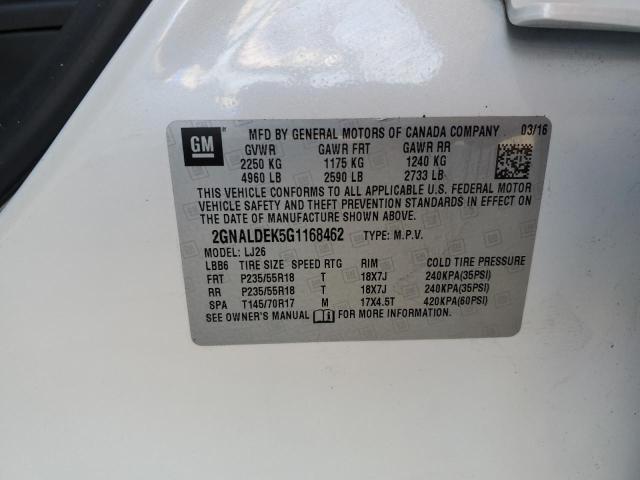 GM MFD BY GENERAL MOTORS OF CANADA COMPANY 03/16
GVWR GAWR FRT GAWR RR
2250 KG 1175 KG 1240 KG
4960 LB 2590 LB 2733 LB
THIS VEHICLE CONFORMS TO ALL APPLICABLE U.S. FEDERAL MOTOR
VEHICLE SAFETY AND THEFT PREVENTION STANDARDS IN EFFECT
ON THE DATE OF MANUFACTURE SHOWN ABOVE.
2GNALDEK5G1168462 TYPE: M.P.V.
MODEL: LJ26
LBB6 TIRE SIZE SPEED RTG RIM COLD TIRE PRESSURE
FRT P235/55R18 T 18X7J 240KPA(35PSI)
RR P235/55R18 T 18X7J 240KPA(35PSI)
SPA T145/70R17 M 17X4.5T 420KPA(60PSI)
SEE OWNER'S MANUAL FOR MORE INFORMATION.